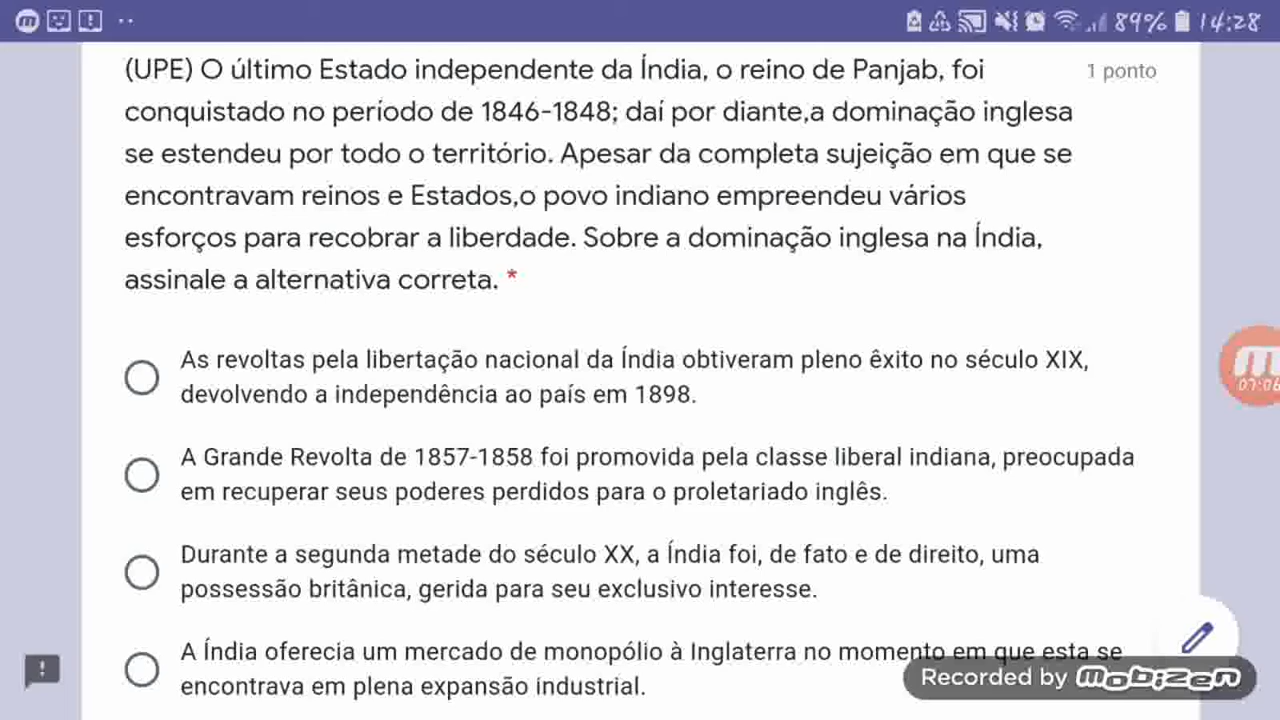 89% 14:28
(UPE) O último Estado independente da Índia, o reino de Panjab, foi
1 ponto
conquistado no período de 1846-1848; daí por diante,a dominação inglesa
se estendeu por todo o território. Apesar da completa sujeição em que se
encontravam reinos e Estados,o povo indiano empreendeu vários
esforços para recobrar a liberdade. Sobre a dominação inglesa na Índia,
assinale a alternativa correta. *
As revoltas pela libertação nacional da Índia obtiveram pleno êxito no século XIX,
devolvendo a independência ao país em 1898.
07:06
A Grande Revolta de 1857-1858 foi promovida pela classe liberal indiana, preocupada
em recuperar seus poderes perdidos para o proletariado inglês.
Durante a segunda metade do século XX, a Índia foi, de fato e de direito, uma
possessão britânica, gerida para seu exclusivo interesse.
A Índia oferecia um mercado de monopólio à Inglaterra no momento em que esta se
encontrava em plena expansão industrial.
Recorded by mobizen